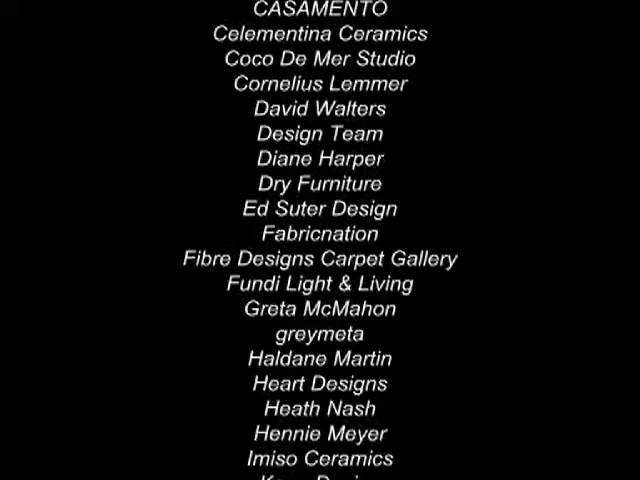 CASAMENTO
Celementina Ceramics
Coco De Mer Studio
Cornelius Lemmer
David Walters
Design Team
Diane Harper
Dry Furniture
Ed Suter Design
Fabricnation
Fibre Designs Carpet Gallery
Fundi Light & Living
Greta McMahon
greymeta
Haldane Martin
Heart Designs
Heath Nash
Hennie Meyer
Imiso Ceramics